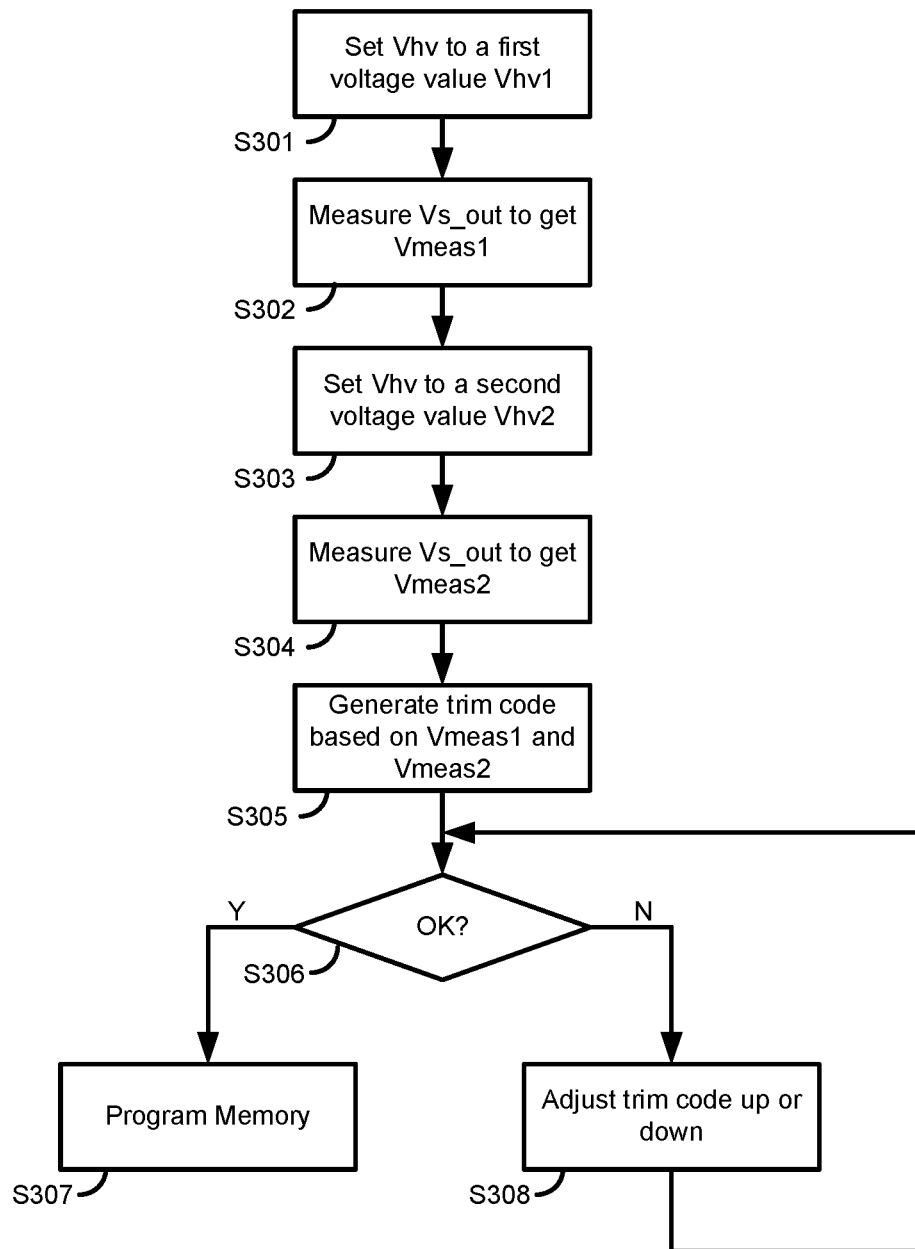 Set Vhv to a first
voltage value Vhv1
S301
Measure Vs_out to get
Vmeas1
S302
Set Vhv to a second
voltage value Vhv2
S303
Measure Vs_out to get
Vmeas2
S304
Generate trim code
based on Vmeas1 and
Vmeas2
S305
Y
OK?
N
S306
Program Memory
S307
Adjust trim code up or
down
S308